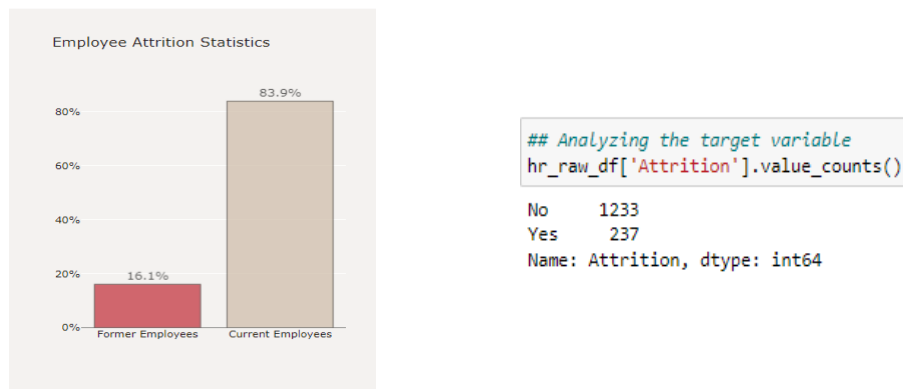 Employee Attrition Statistics
83.9%
80%
60%
40%
20%
16.1%
0%
Former Employees Current Employees
## Analyzing the target variable
hr_raw_df['Attrition'].value_counts()
No 1233
Yes 237
Name: Attrition, dtype: int64